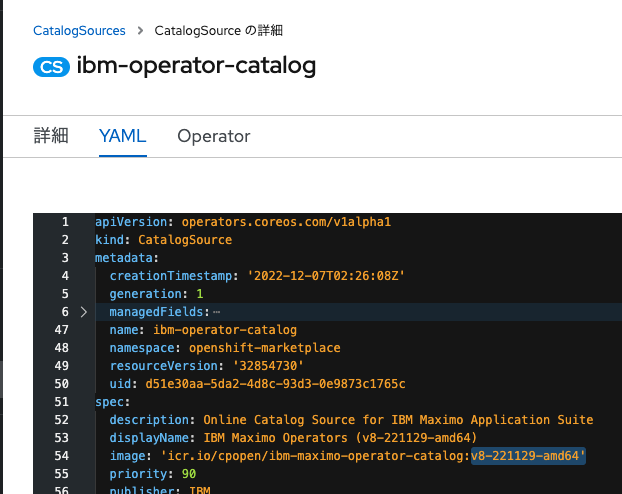 CatalogSources > CatalogSource の詳細
CS ibm-operator-catalog
詳細 YAML Operator
1 apiVersion: operators.coreos.com/v1alpha1
2 kind: CatalogSource
3 metadata:
4 creationTimestamp: '2022-12-07T02:26:08Z'
5 generation: 1
6 > managedFields:⋯
47 name: ibm-operator-catalog
48 namespace: openshift-marketplace
49 resourceVersion: '32854730'
50 uid: d51e30aa-5da2-4d8c-93d3-0e9873c1765c
51 spec:
52 description: Online Catalog Source for IBM Maximo Application Suite
53 displayName: IBM Maximo Operators (v8-221129-amd64)
54 image: 'icr.io/cpopen/ibm-maximo-operator-catalog:v8-221129-amd64'
55 priority: 90
56 publisher: IBM